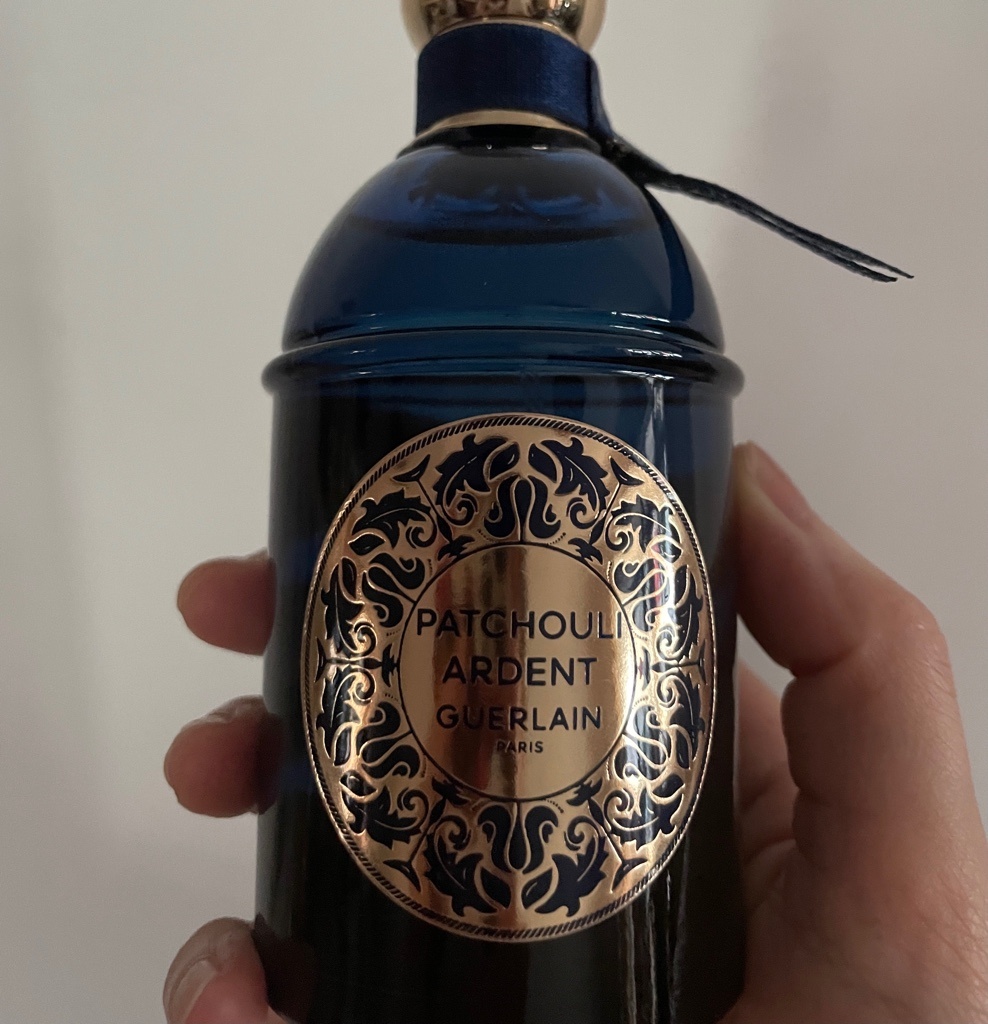 PATCHOULI
ARDENT
GUERLAIN
PARIS